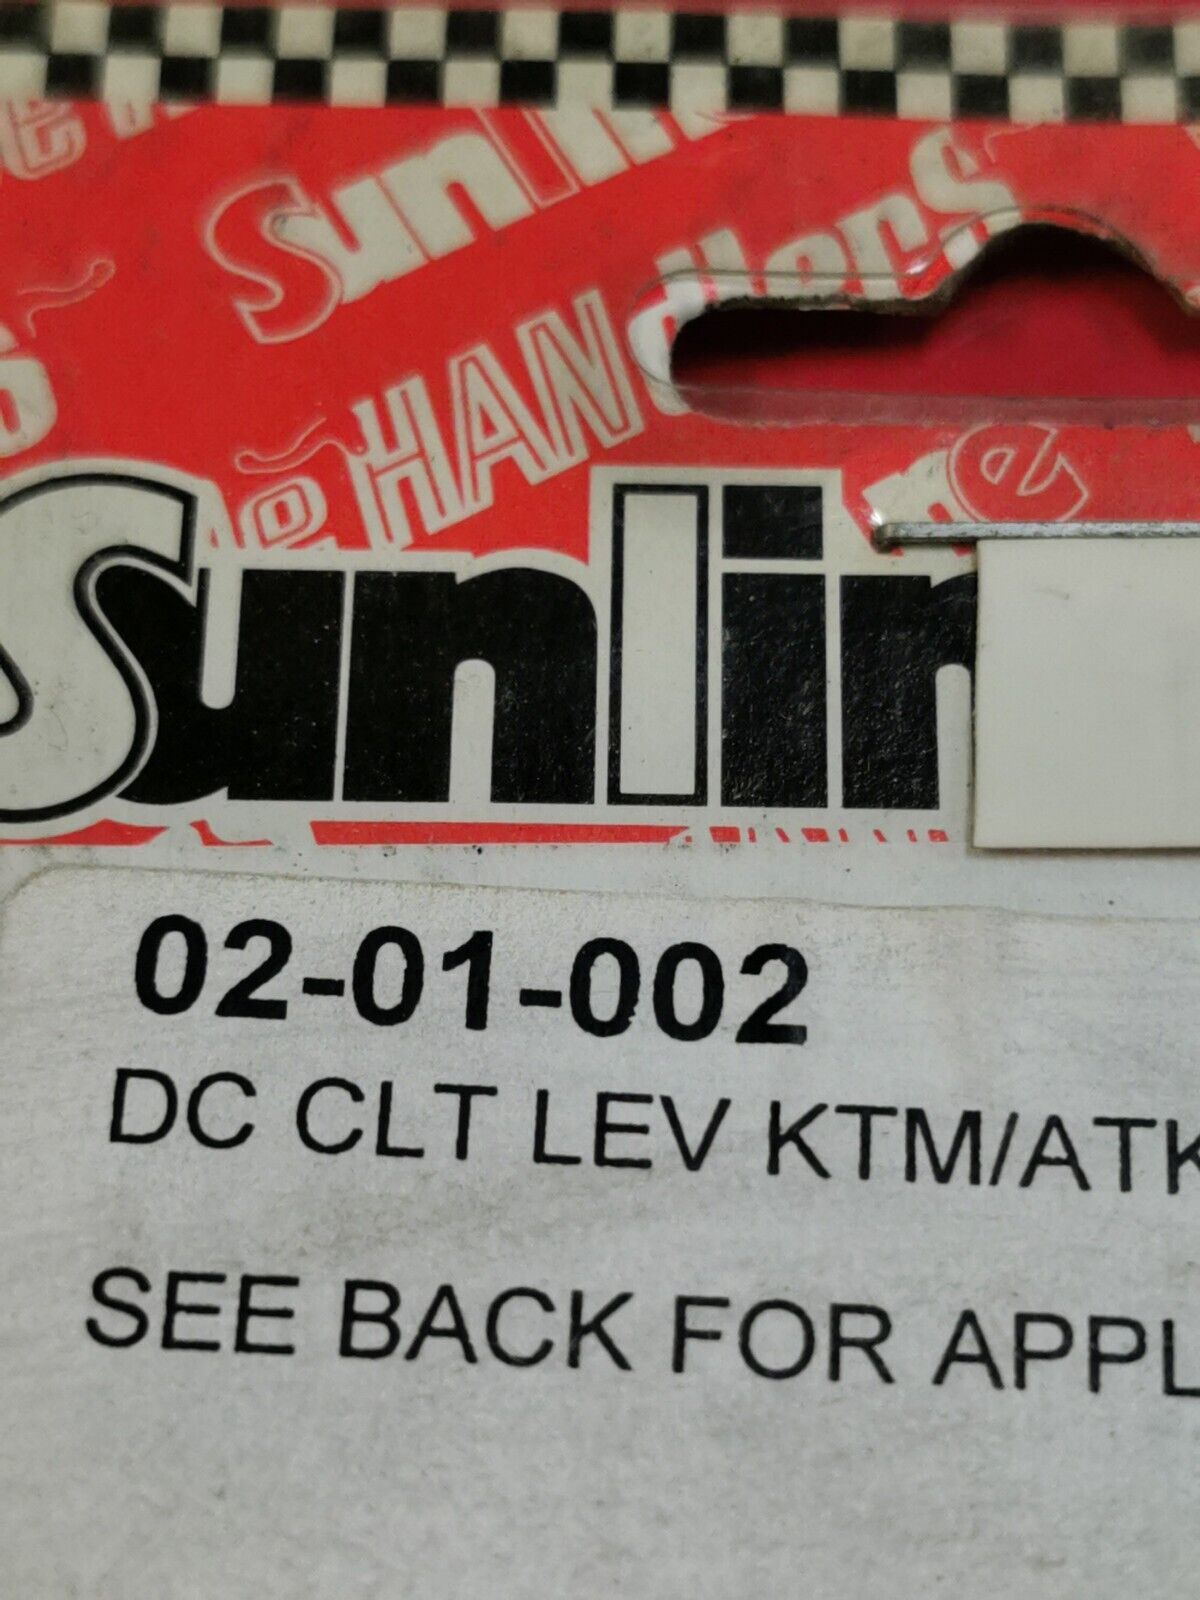 Sunline
HANdlers
Sunlin
02-01-002
DC CLT LEV KTM/ATK
SEE BACK FOR APPL